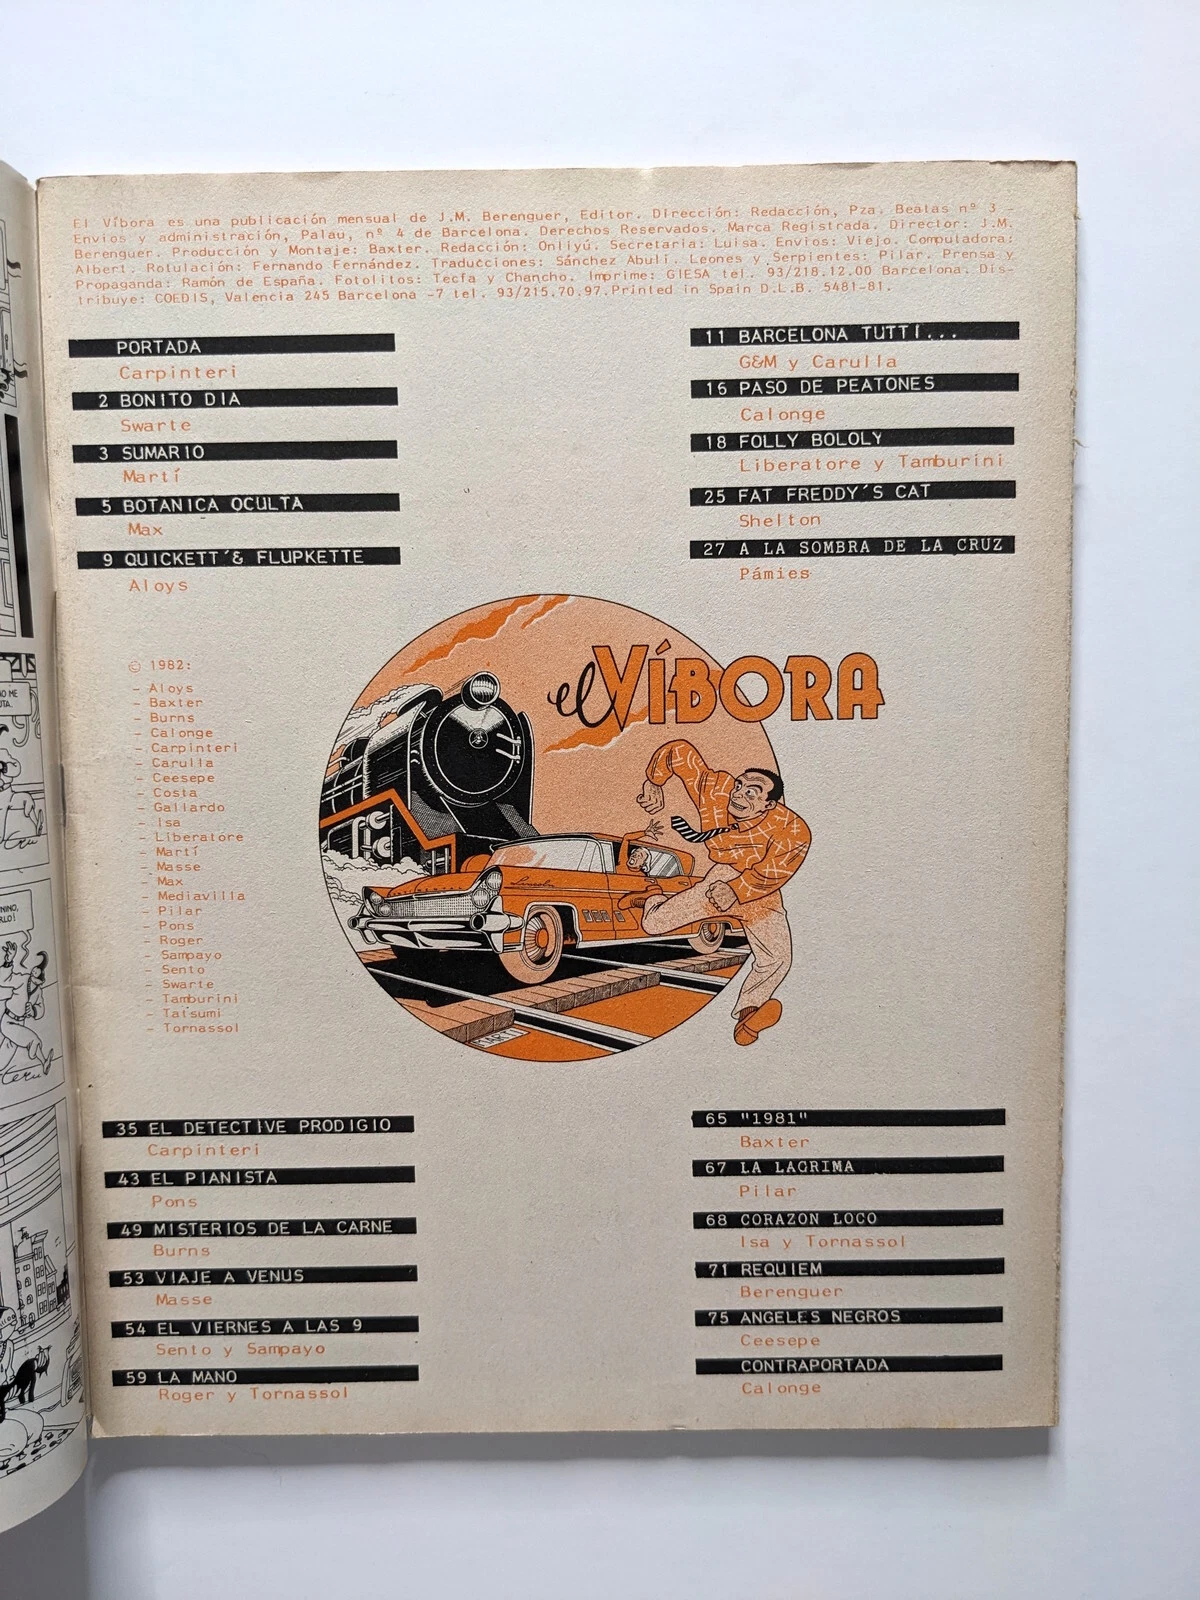 El Víbora es una publicación mensual de J.M. Berenguer, Editor. Dirección: Redacción, Pza. Beatas nº 3 -
Envios y administración, Palau, nº 4 de Barcelona. Derechos Reservados. Marca Registrada. Director: J.M.
Berenguer. Producción y Montaje: Baxter. Redacción: Onliyú. Secretaria: Luisa. Envios: Viejo. Compuladora:
Albert. Rotulación: Fernando Fernández. Traducciones: Sánchez Abuli. Leones y Serpientes: Pilar. Prensa y
Propaganda: Ramón de España. Fotolitos: Tecfa y Chancho. Imprime: GIESA tel. 93/218.12.00 Barcelona. Dis-
tribuye: COEDIS, Valencia 245 Barcelona -7 tel. 93/215.70.97.Printed in Spain D.L.B. 5481-81.
PORTADA
Carpinteri
2 BONITO DIA
Swarte
3 SUMARIO
Martí
5 BOTANICA OCULTA
Max
9 QUICKETT´& FLUPKETTE
Aloys
11 BARCELONA TUTTI...
G&M y Carulla
16 PASO DE PEATONES
Calonge
18 FOLLY BOLOLY
Liberatore y Tamburini
25 FAT FREDDY´S CAT
Shelton
27 A LA SOMBRA DE LA CRUZ
Pámies
© 1982:
- Aloys
- Baxter
- Burns
- Calonge
- Carpinteri
- Carulla
- Ceesepe
- Costa
- Gallardo
- Isa
- Liberatore
- Martí
- Masse
- Max
- Mediavilla
- Pilar
- Pons
- Roger
- Sampayo
- Sento
- Swarte
- Tamburini
- Tatsumi
- Tornassol
el VÍBORA
Lincoln
MARTÍ
35 EL DETECTIVE PRODIGIO
Carpinteri
43 EL PIANISTA
Pons
49 MISTERIOS DE LA CARNE
Burns
53 VIAJE A VENUS
Masse
54 EL VIERNES A LAS 9
Sento y Sampayo
59 LA MANO
Roger y Tornassol
65 "1981"
Baxter
67 LA LAGRIMA
Pilar
68 CORAZON LOCO
Isa y Tornassol
71 REQUIEM
Berenguer
75 ANGELES NEGROS
Ceesepe
CONTRAPORTADA
Calonge